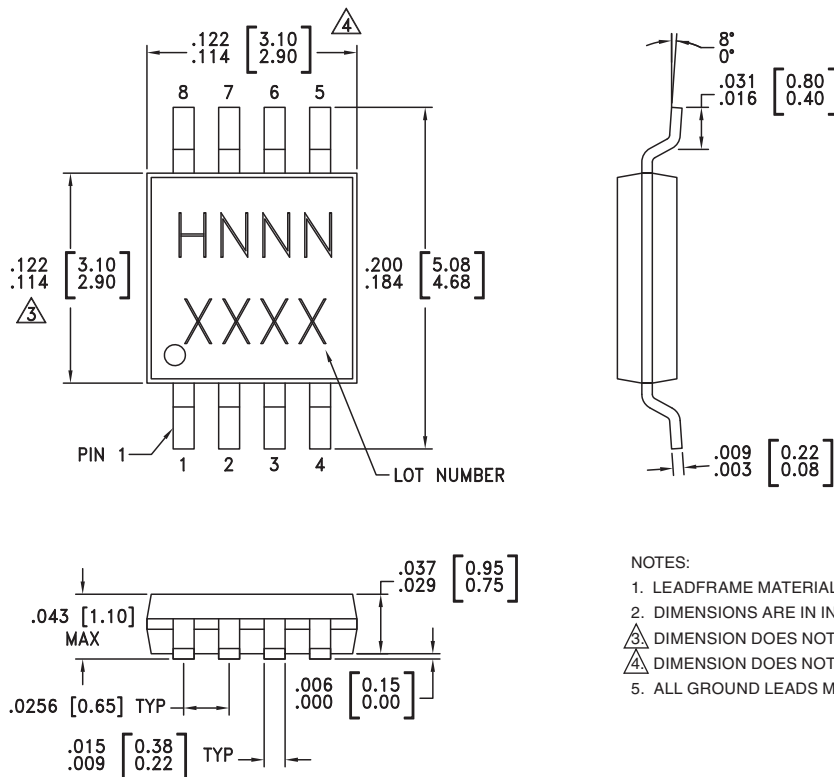 .122 [3.10]
.114 [2.90]
4
8 7 6 5
HNNN
XXXX
.122 [3.10]
.114 [2.90]
3
.200 [5.08]
.184 [4.68]
PIN 1
1 2 3 4
LOT NUMBER
8°
0°
.031 [0.80]
.016 [0.40]
.009 [0.22]
.003 [0.08]
.043 [1.10]
MAX
.037 [0.95]
.029 [0.75]
.0256 [0.65] TYP
.006 [0.15]
.000 [0.00]
.015 [0.38]
.009 [0.22]
TYP
NOTES:
1. LEADFRAME MATERIAL
2. DIMENSIONS ARE IN IN
3. DIMENSION DOES NOT
4. DIMENSION DOES NOT
5. ALL GROUND LEADS M